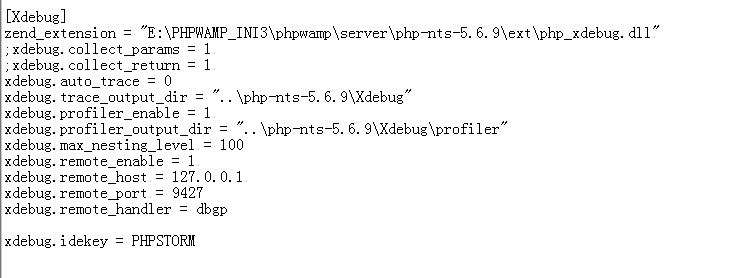 [Xdebug]
zend_extension = "E:\PHPWAMP_INI3\phpwamp\server\php-nts-5.6.9\ext\php_xdebug.dll"
;xdebug.collect_params = 1
;xdebug.collect_return = 1
xdebug.auto_trace = 0
xdebug.trace_output_dir = "..\php-nts-5.6.9\Xdebug"
xdebug.profiler_enable = 1
xdebug.profiler_output_dir = "..\php-nts-5.6.9\Xdebug\profiler"
xdebug.max_nesting_level = 100
xdebug.remote_enable = 1
xdebug.remote_host = 127.0.0.1
xdebug.remote_port = 9427
xdebug.remote_handler = dbgp
xdebug.idekey = PHPSTORM